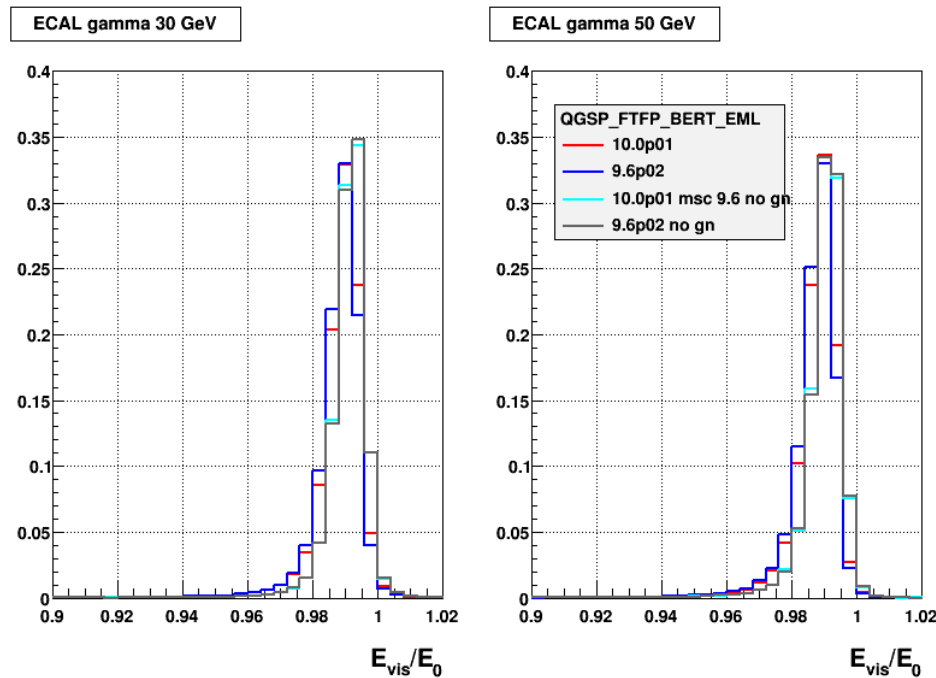 ECAL gamma 30 GeV
0.4
0.35
0.3
0.25
0.2
0.15
0.1
0.05
0
0.9 0.92 0.94 0.96 0.98 1 1.02
E_vis/E_0
ECAL gamma 50 GeV
QGSP_FTFP_BERT_EML
10.0p01
9.6p02
10.0p01 msc 9.6 no gn
9.6p02 no gn
0.4
0.35
0.3
0.25
0.2
0.15
0.1
0.05
0
0.9 0.92 0.94 0.96 0.98 1 1.02
E_vis/E_0